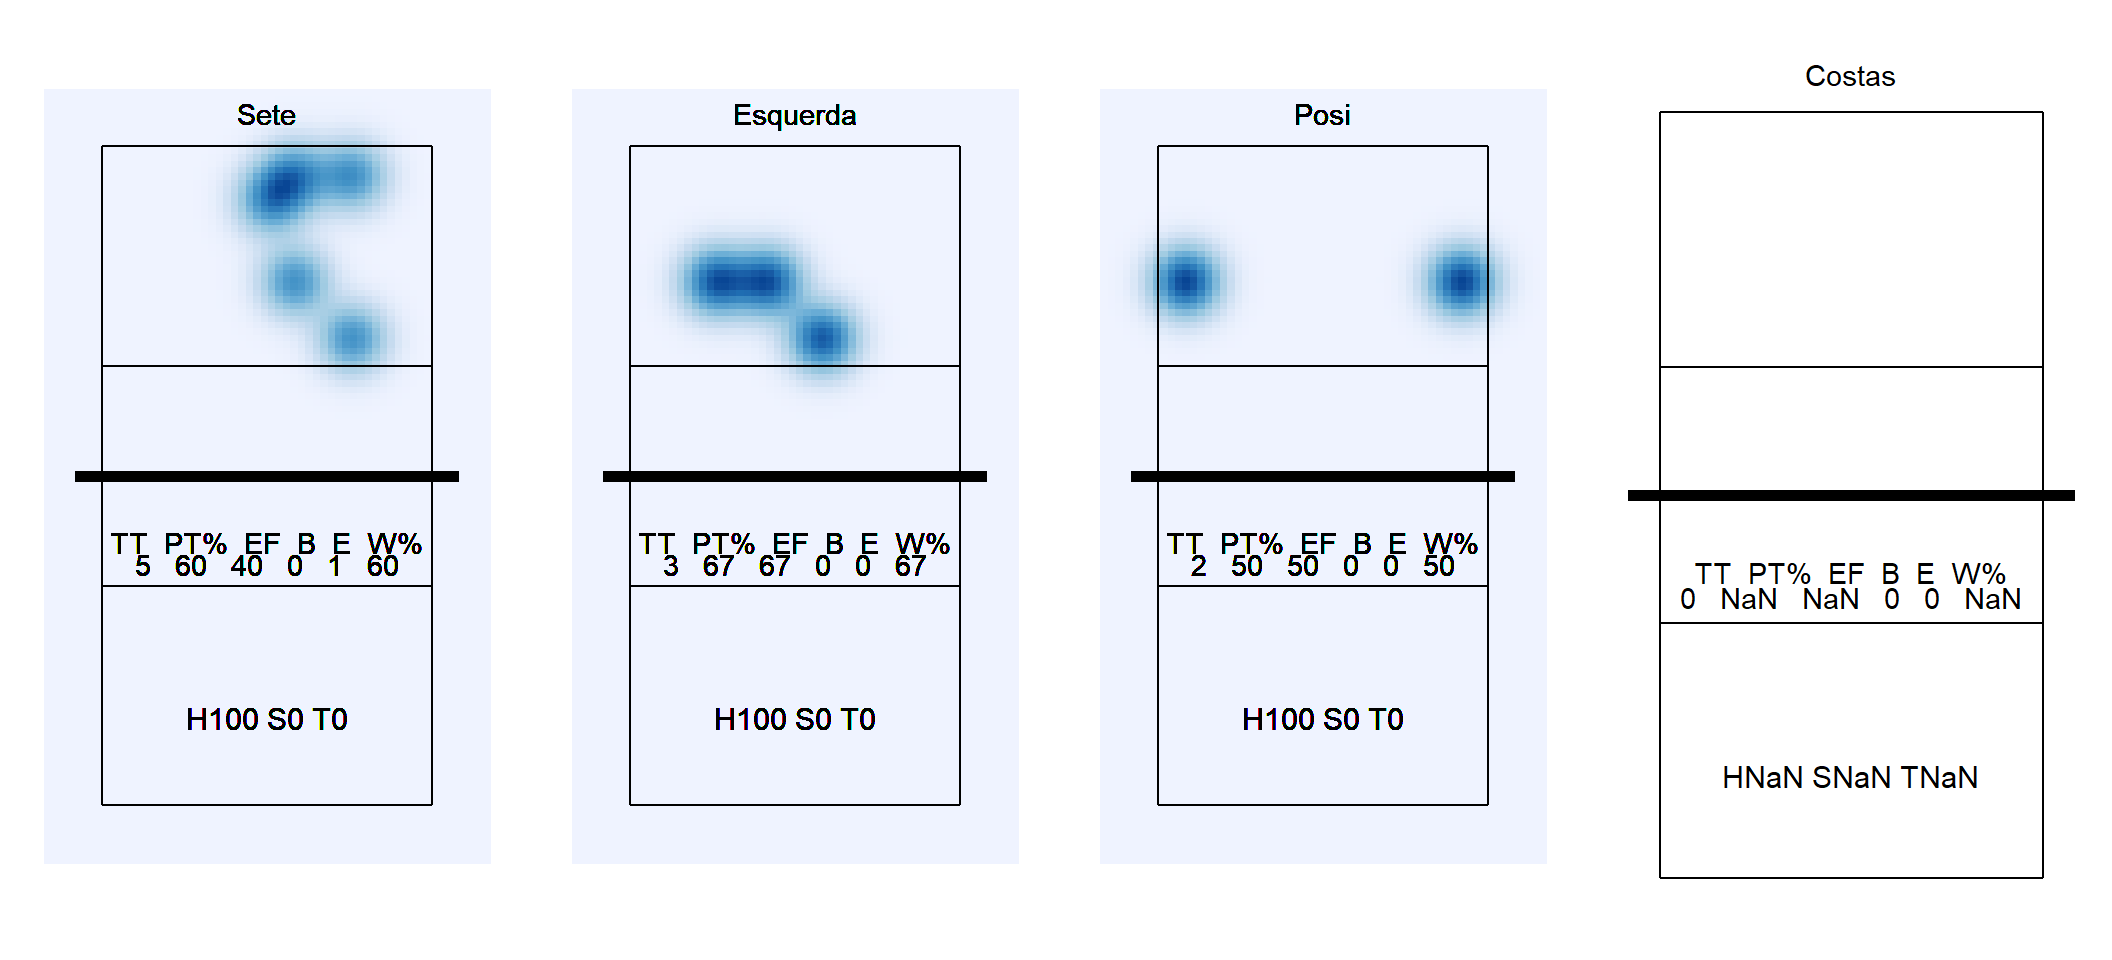 Sete
TT PT% EF B E W%
5 60 40 0 1 60
H100 S0 T0
Esquerda
TT PT% EF B E W%
3 67 67 0 0 67
H100 S0 T0
Posi
TT PT% EF B E W%
2 50 50 0 0 50
H100 S0 T0
Costas
TT PT% EF B E W%
0 NaN NaN 0 0 NaN
HNaN SNaN TNaN